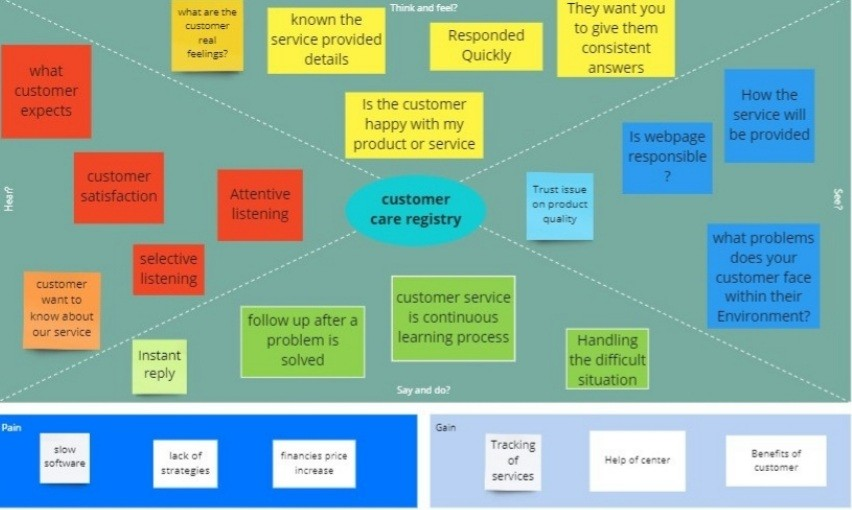 Think and feel?
what are the
customer
real
feelings?
known the
service provided
details
Responded
Quickly
They want you
to give them
consistent
answers
Is the customer
happy with my
product or service
Hear?
what
customer
expects
customer
satisfaction
Attentive
listening
selective
listening
customer
want to
know about
our service
customer
care registry
See?
Trust issue
on product
quality
Is webpage
responsible
?
How the
service will
be provided
what problems
does your
customer face
within their
Environment?
Instant
reply
follow up after a
problem is
solved
customer service
is continuous
learning process
Handling
the difficult
situation
Say and do?
Pain
slow
software
lack of
strategies
financies price
increase
Gain
Tracking
of
services
Help of center
Benefits of
customer